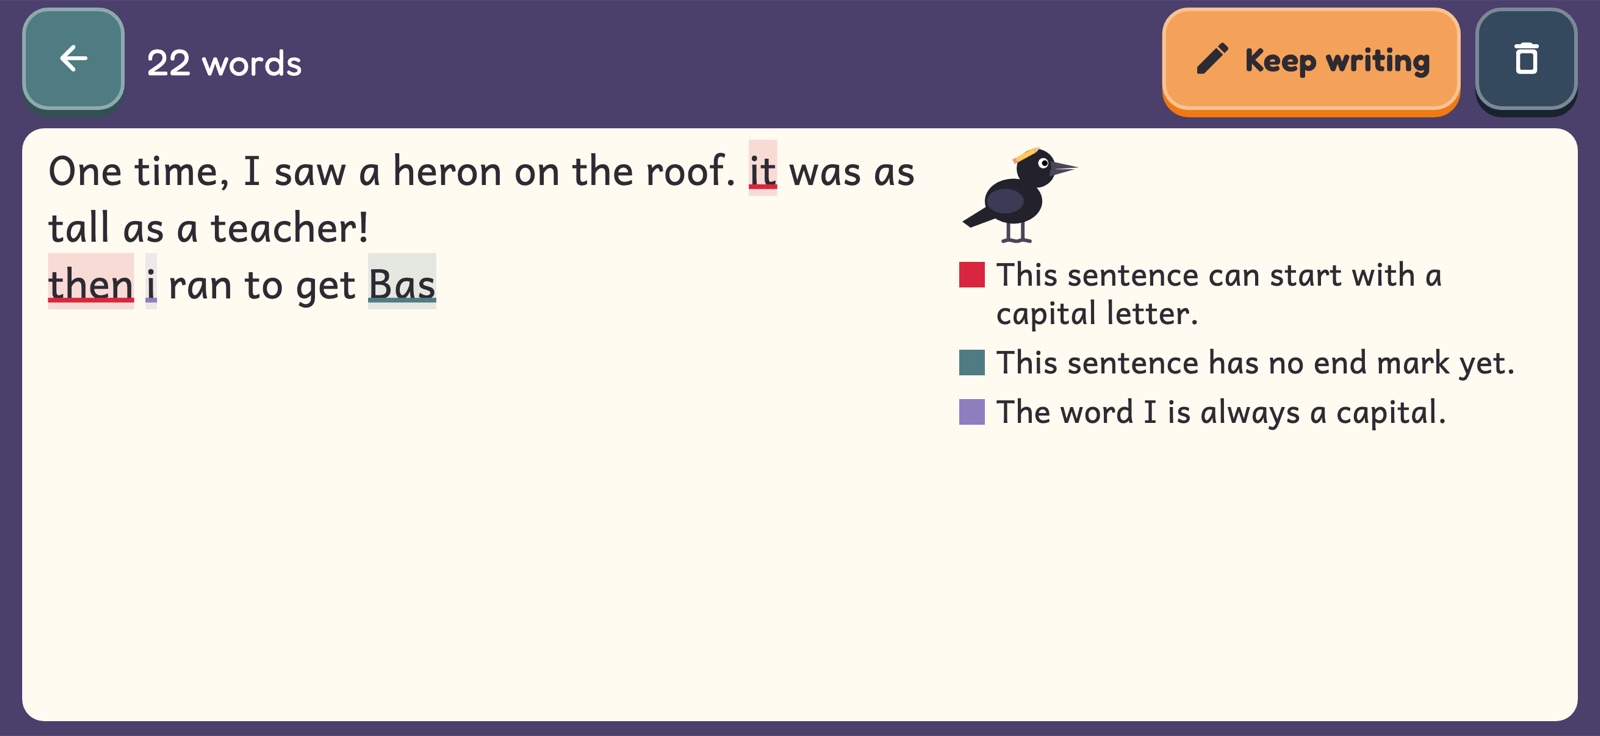 22 words
Keep writing
One time, I saw a heron on the roof. it was as
tall as a teacher!
then i ran to get Bas
This sentence can start with a
capital letter.
This sentence has no end mark yet.
The word I is always a capital.